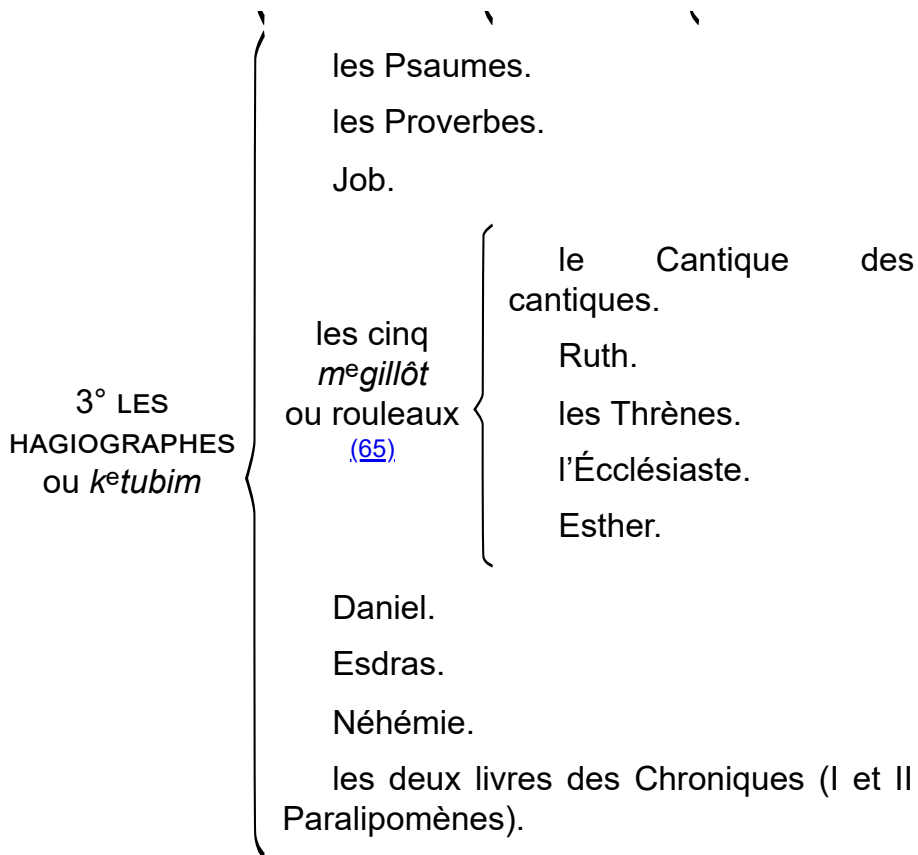 les Psaumes.
les Proverbes.
Job.
3° LES
HAGIOGRAPHES
ou ketubim
les cinq
megillôt
ou rouleaux
(65)
le Cantique des
cantiques.
Ruth.
les Thrènes.
l’Écclésiaste.
Esther.
Daniel.
Esdras.
Néhémie.
les deux livres des Chroniques (I et II
Paralipomènes).